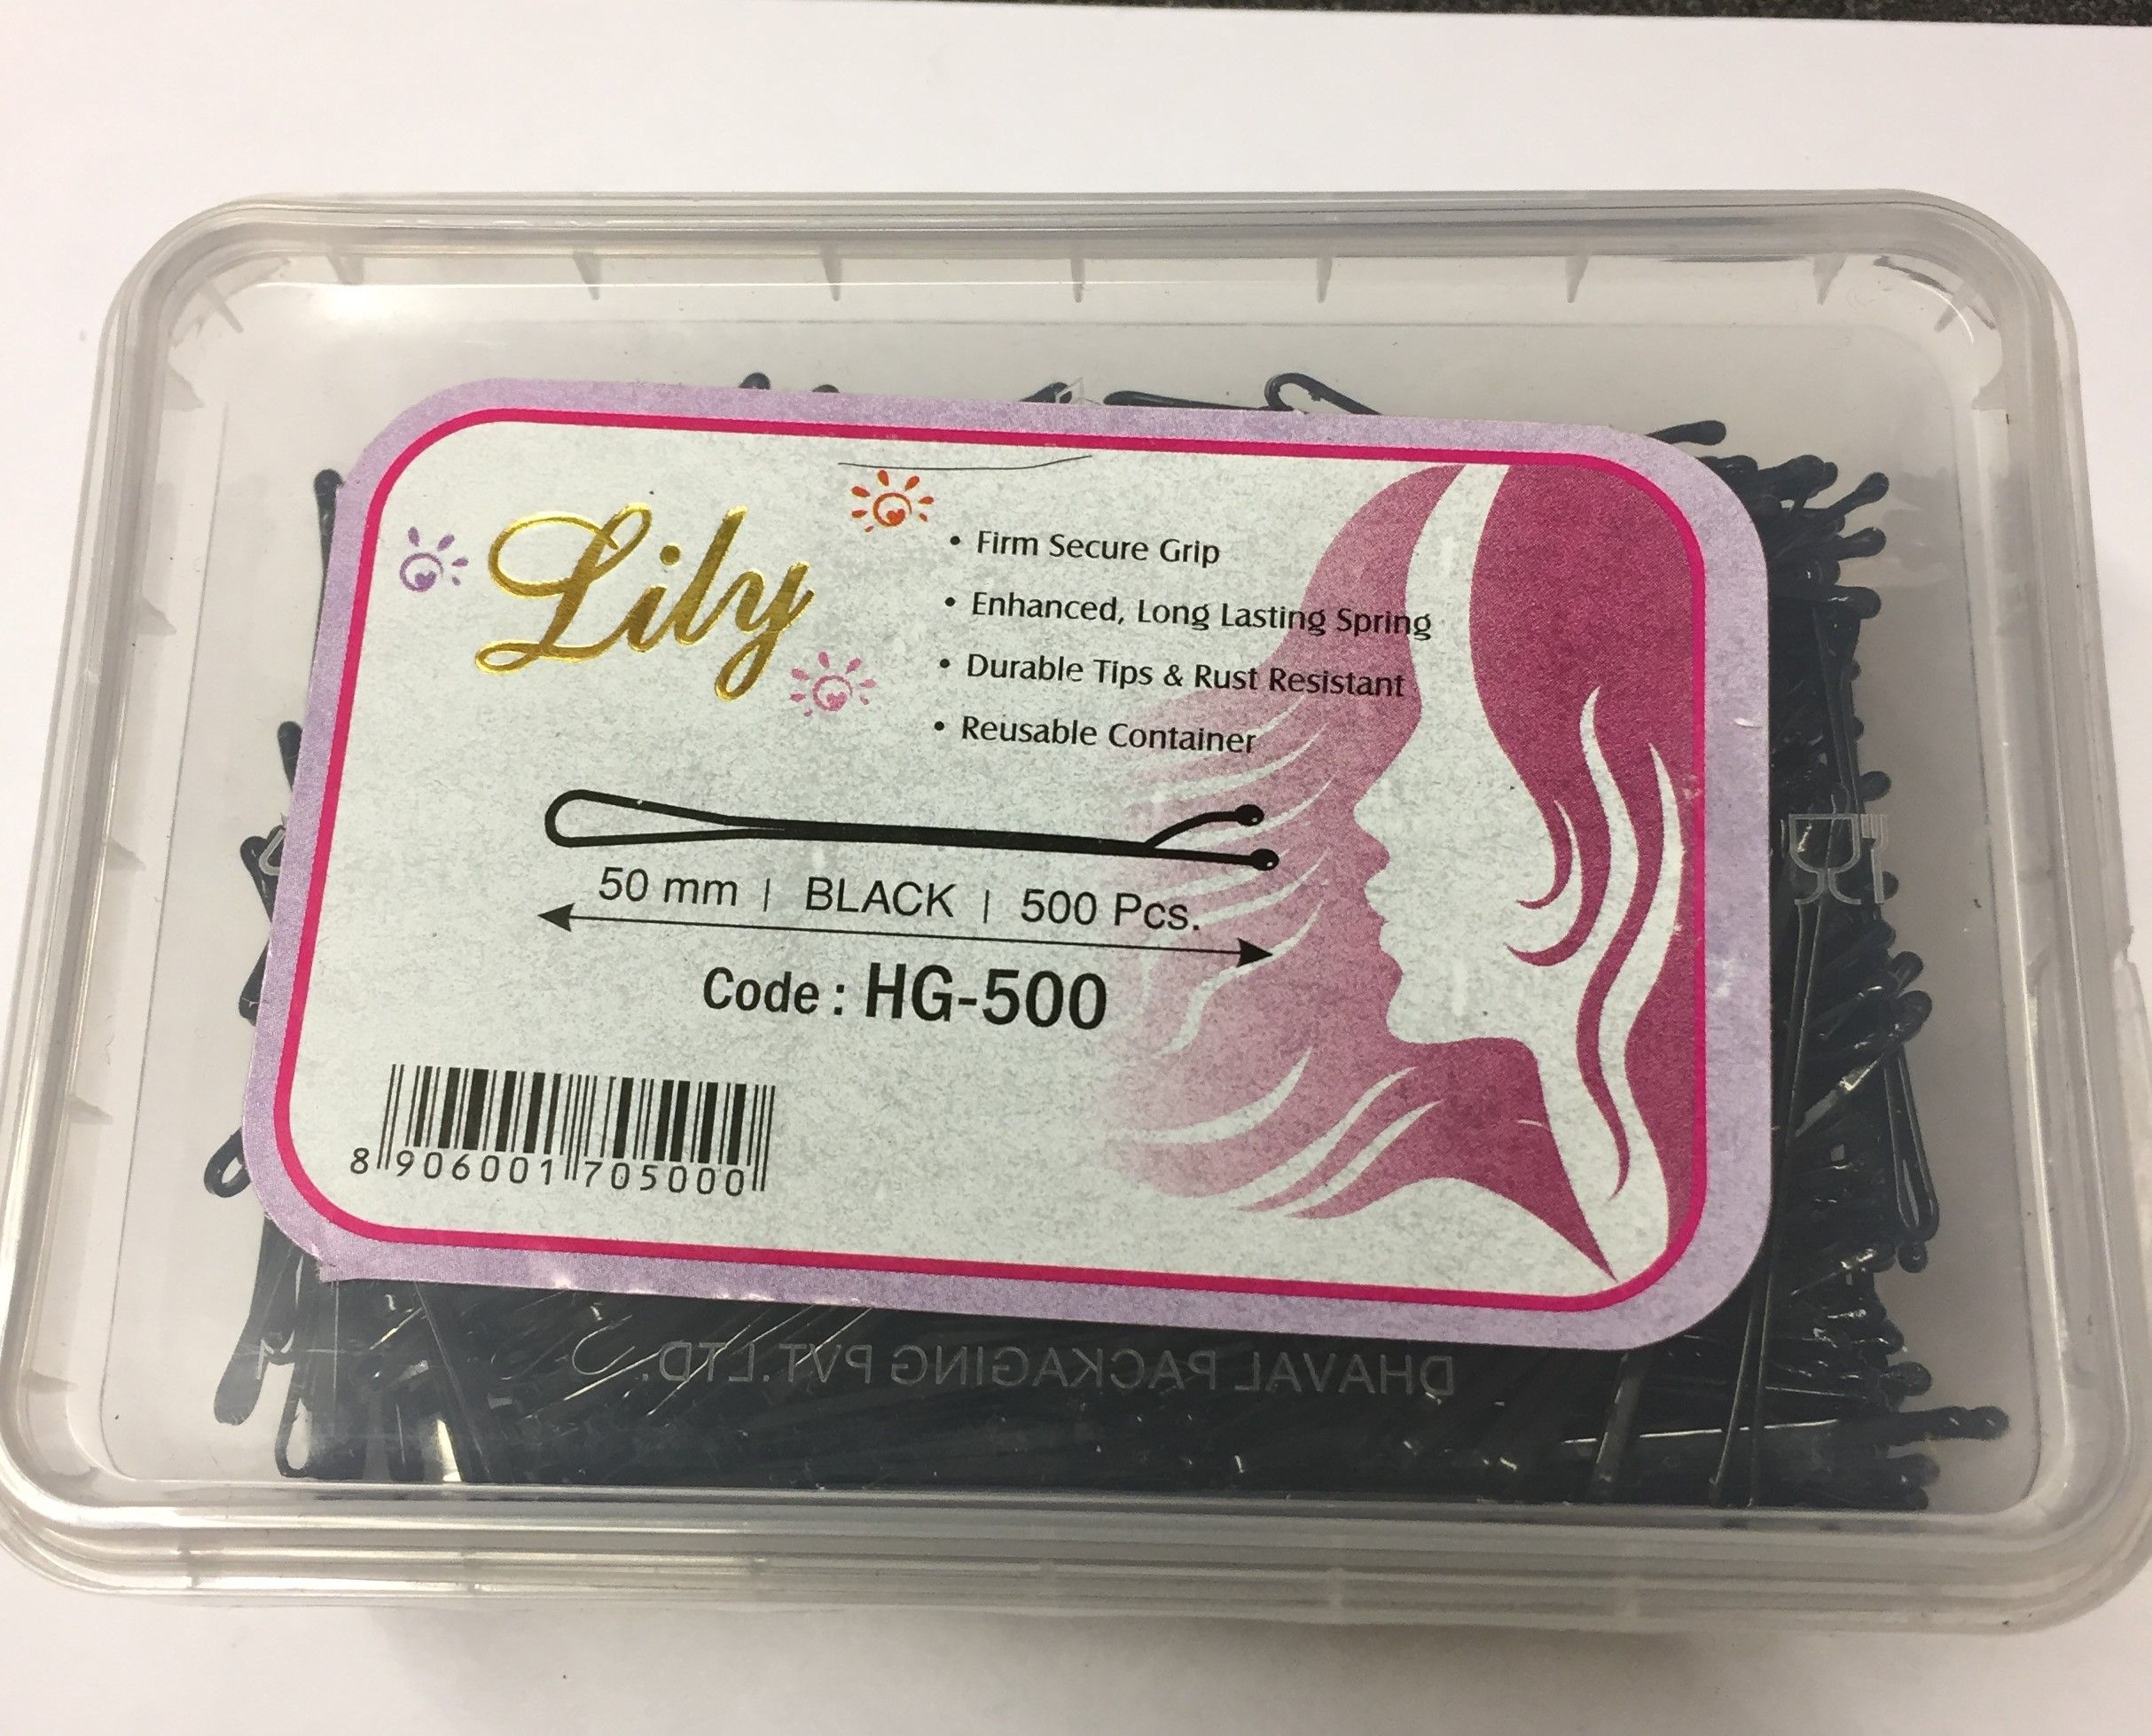 Lily
• Firm Secure Grip
• Enhanced, Long Lasting Spring
• Durable Tips & Rust Resistant
• Reusable Container
50 mm | BLACK | 500 Pcs.
Code : HG-500
8 906001 705000
DHAVAL PACKAGING PVT.LTD.